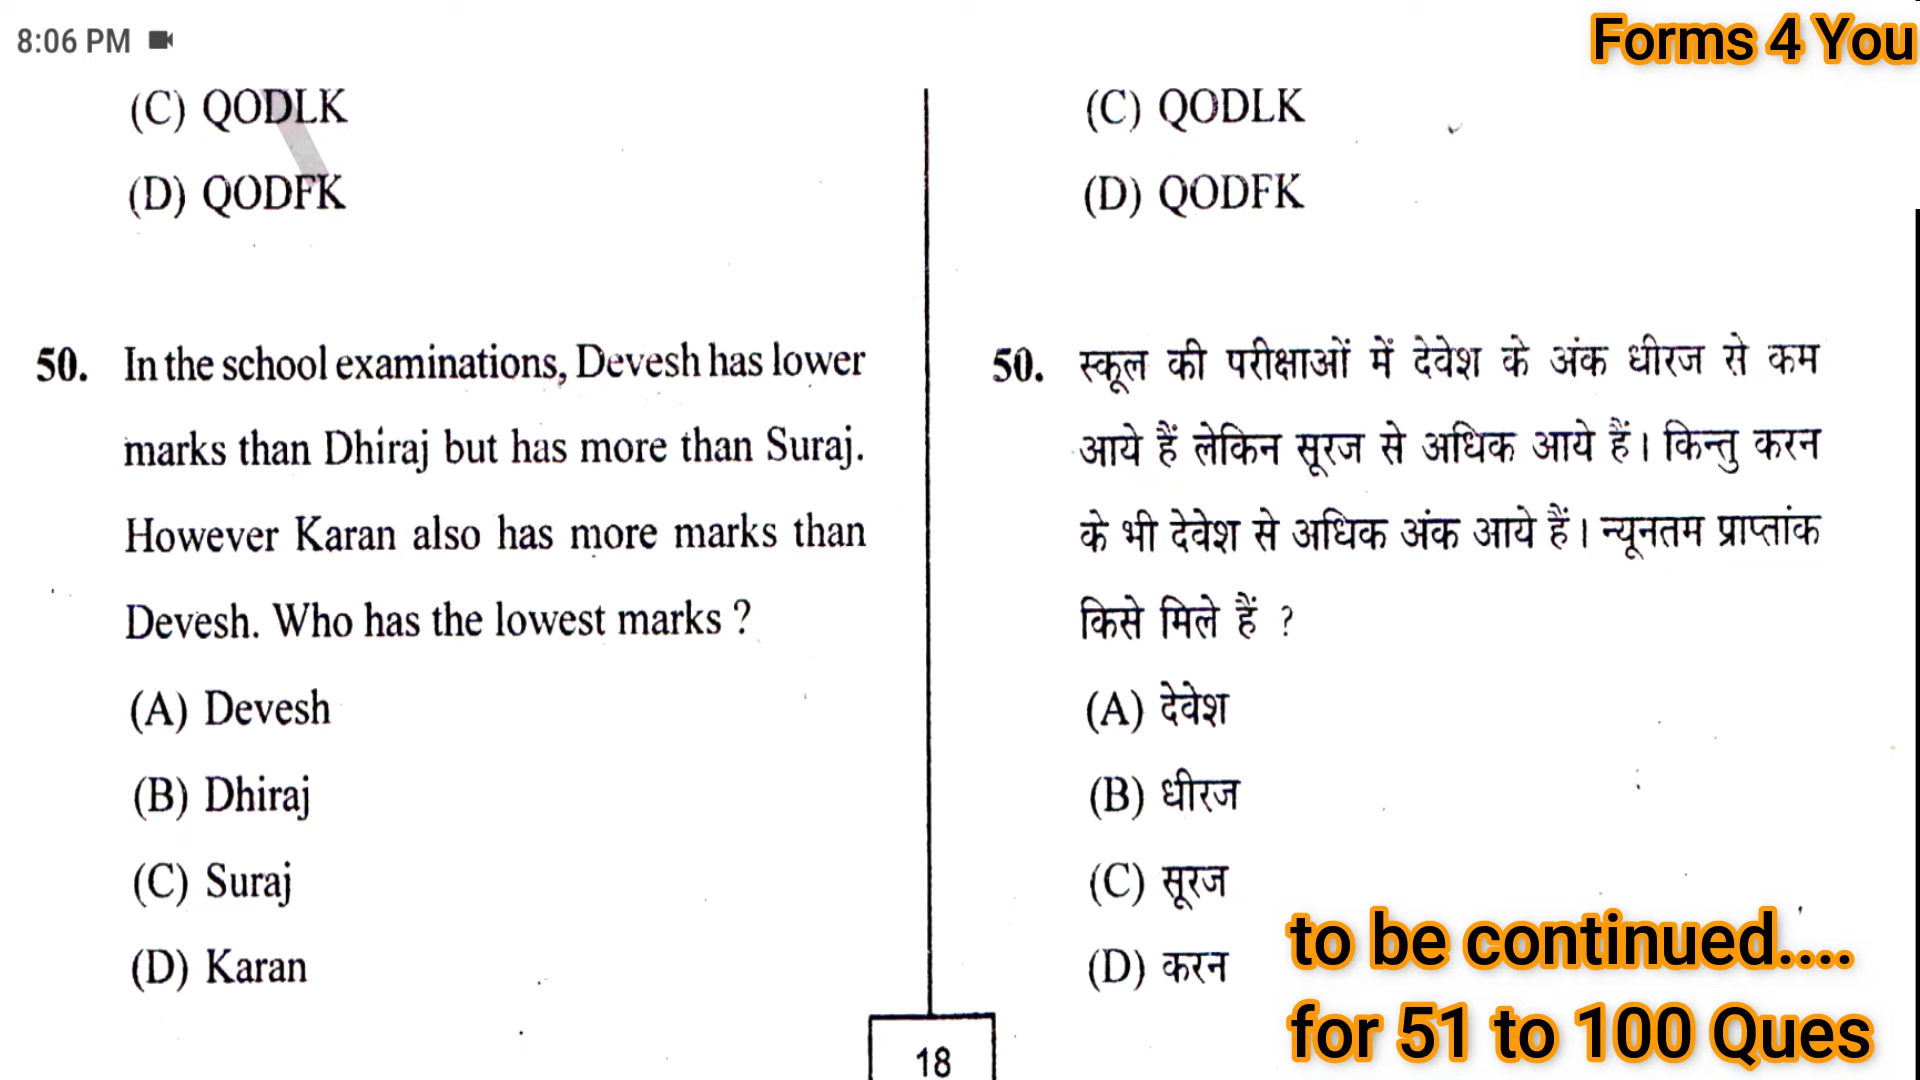 8:06 PM
Forms 4 You
(C) QODLK
(D) QODFK
50. In the school examinations, Devesh has lower
marks than Dhiraj but has more than Suraj.
However Karan also has more marks than
Devesh. Who has the lowest marks ?
(A) Devesh
(B) Dhiraj
(C) Suraj
(D) Karan
(C) QODLK
(D) QODFK
50. स्कूल की परीक्षाओं में देवेश के अंक धीरज से कम
आये हैं लेकिन सूरज से अधिक आये हैं। किन्तु करन
के भी देवेश से अधिक अंक आये हैं। न्यूनतम प्राप्तांक
किसे मिले हैं ?
(A) देवेश
(B) धीरज
(C) सूरज
(D) करन
to be continued....
for 51 to 100 Ques
18